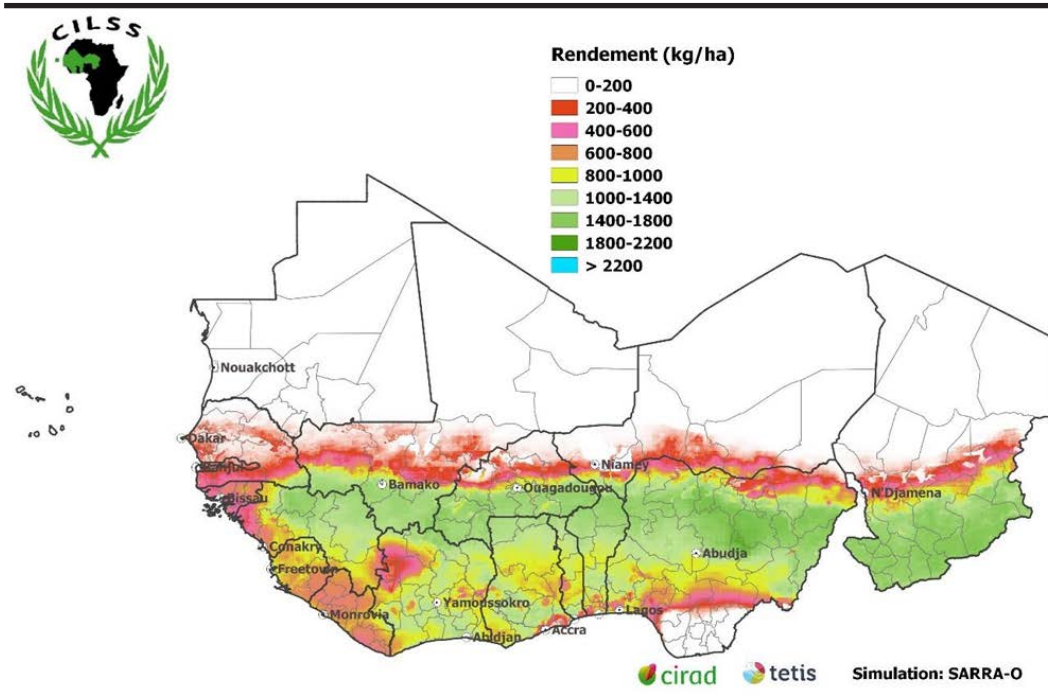 CILSS
Rendement (kg/ha)
0-200
200-400
400-600
600-800
800-1000
1000-1400
1400-1800
1800-2200
> 2200
Nouakchott
Dakar
Niamey
Bamako
Ouagadougou
N'Djamena
Bissau
Conakry
Abudja
Freetown
Yamoussokro
Lagos
Monrovia
Accra
Abidjan
cirad
tetis
Simulation: SARRA-O